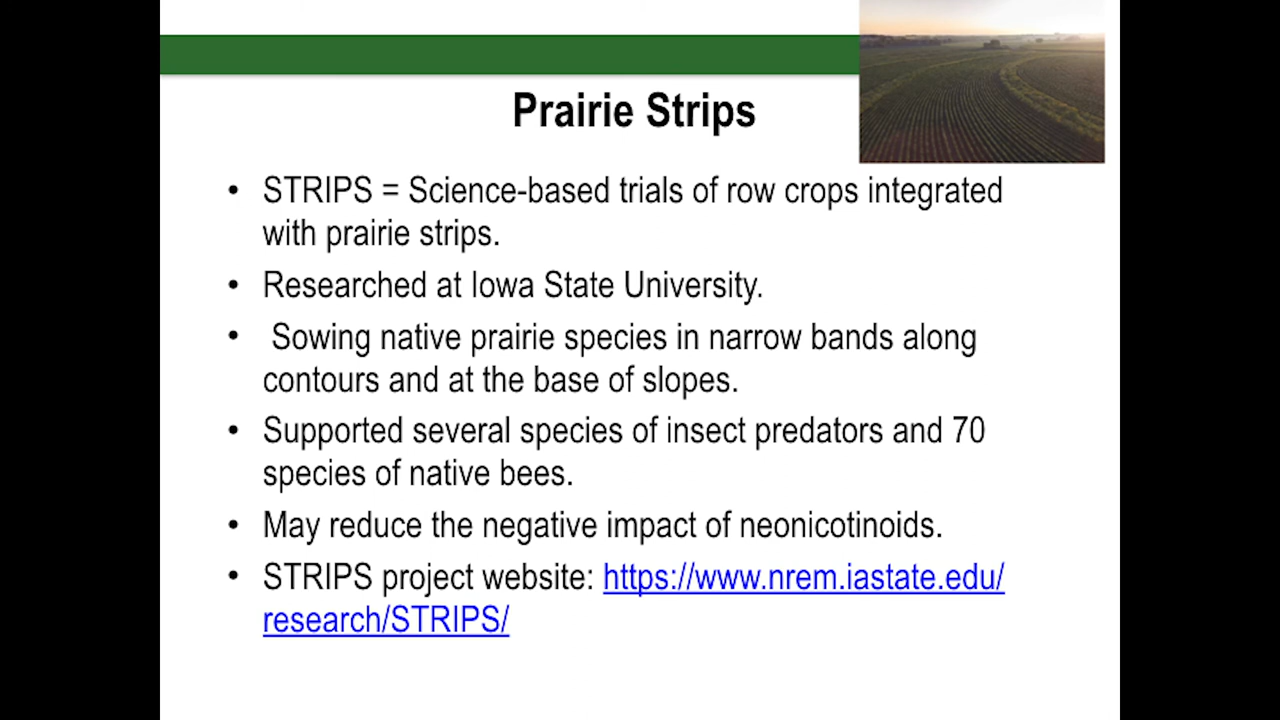 Prairie Strips
• STRIPS = Science-based trials of row crops integrated
with prairie strips.
• Researched at Iowa State University.
• Sowing native prairie species in narrow bands along
contours and at the base of slopes.
• Supported several species of insect predators and 70
species of native bees.
• May reduce the negative impact of neonicotinoids.
• STRIPS project website: https://www.nrem.iastate.edu/
research/STRIPS/